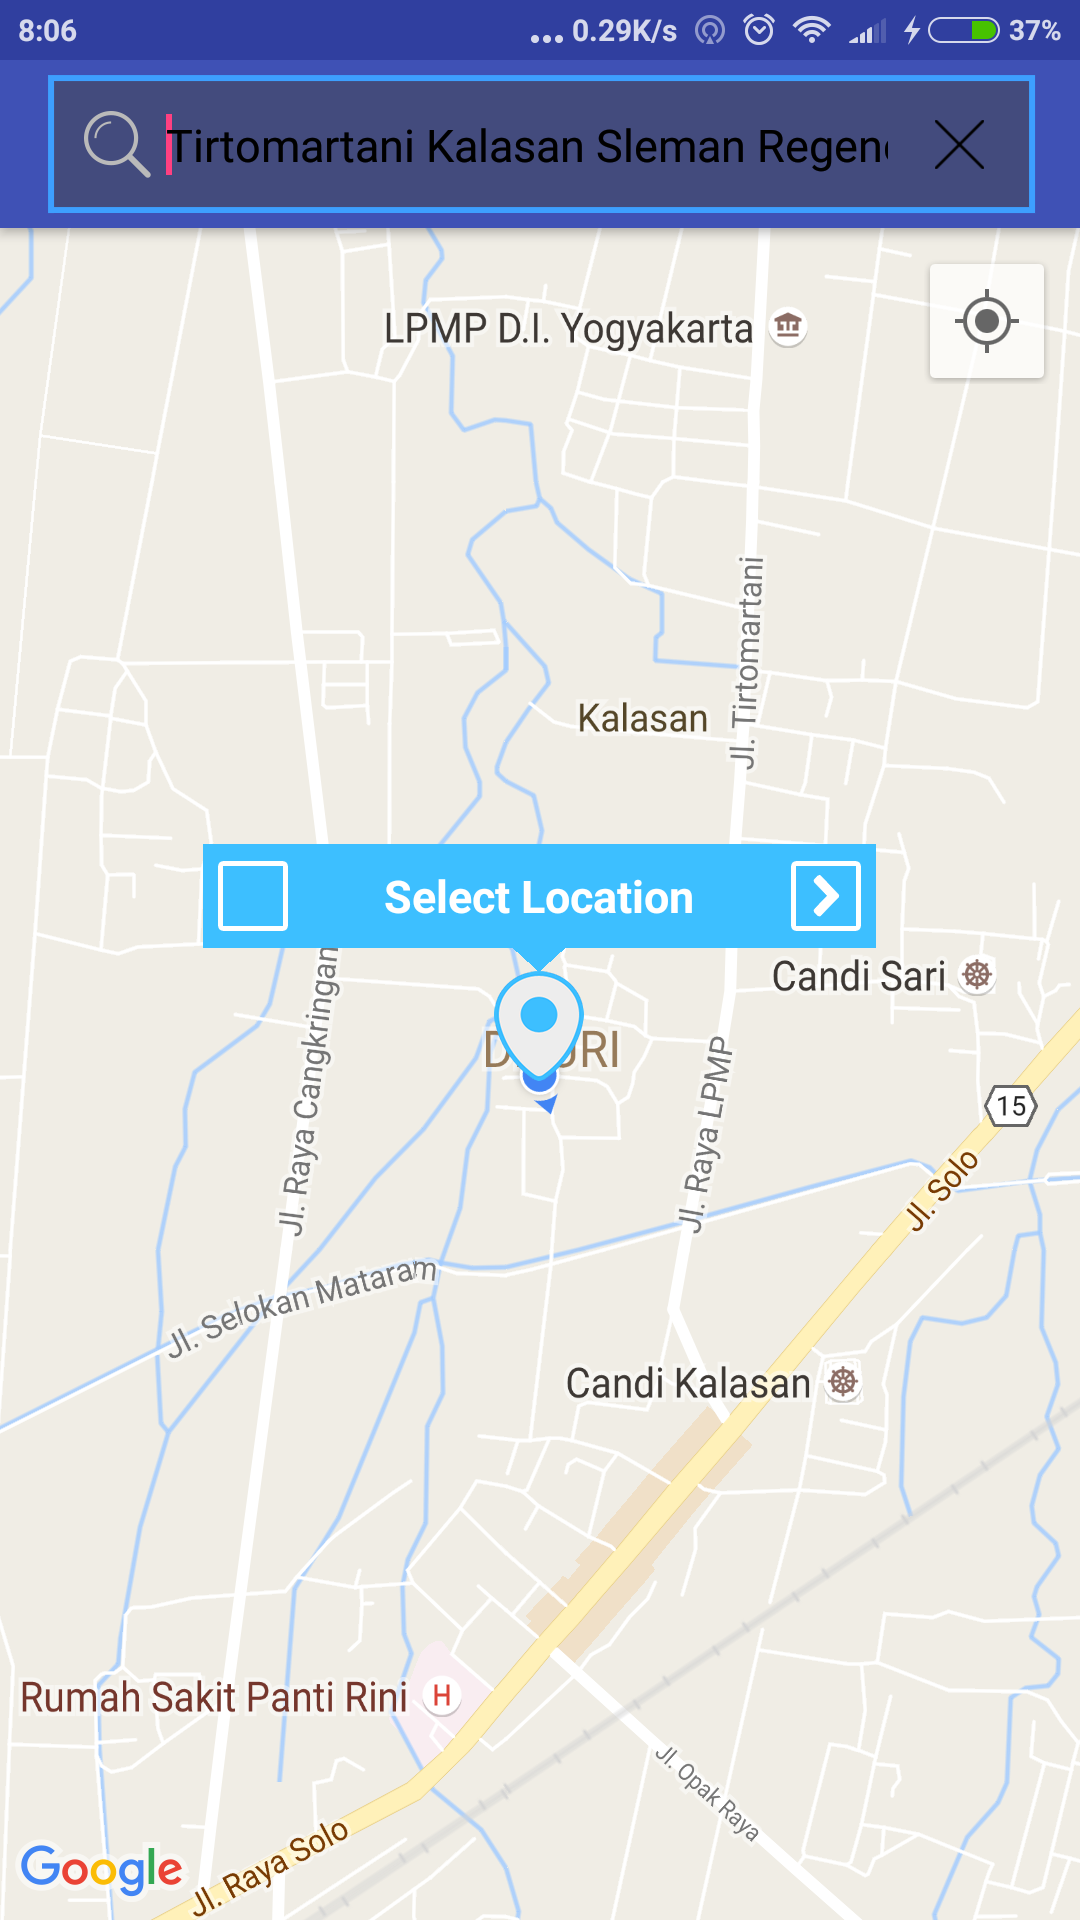 8:06
... 0.29K/s
37%
Tirtomartani Kalasan Sleman Regen
LPMP D.I. Yogyakarta
Jl. Tirtomartani
Kalasan
Select Location
Candi Sari
Jl. Raya Cangkringan
Jl. Raya LPMP
15
Jl. Solo
Jl. Selokan Mataram
Candi Kalasan
Rumah Sakit Panti Rini
H
Jl. Opak Raya
Jl. Raya Solo
Google